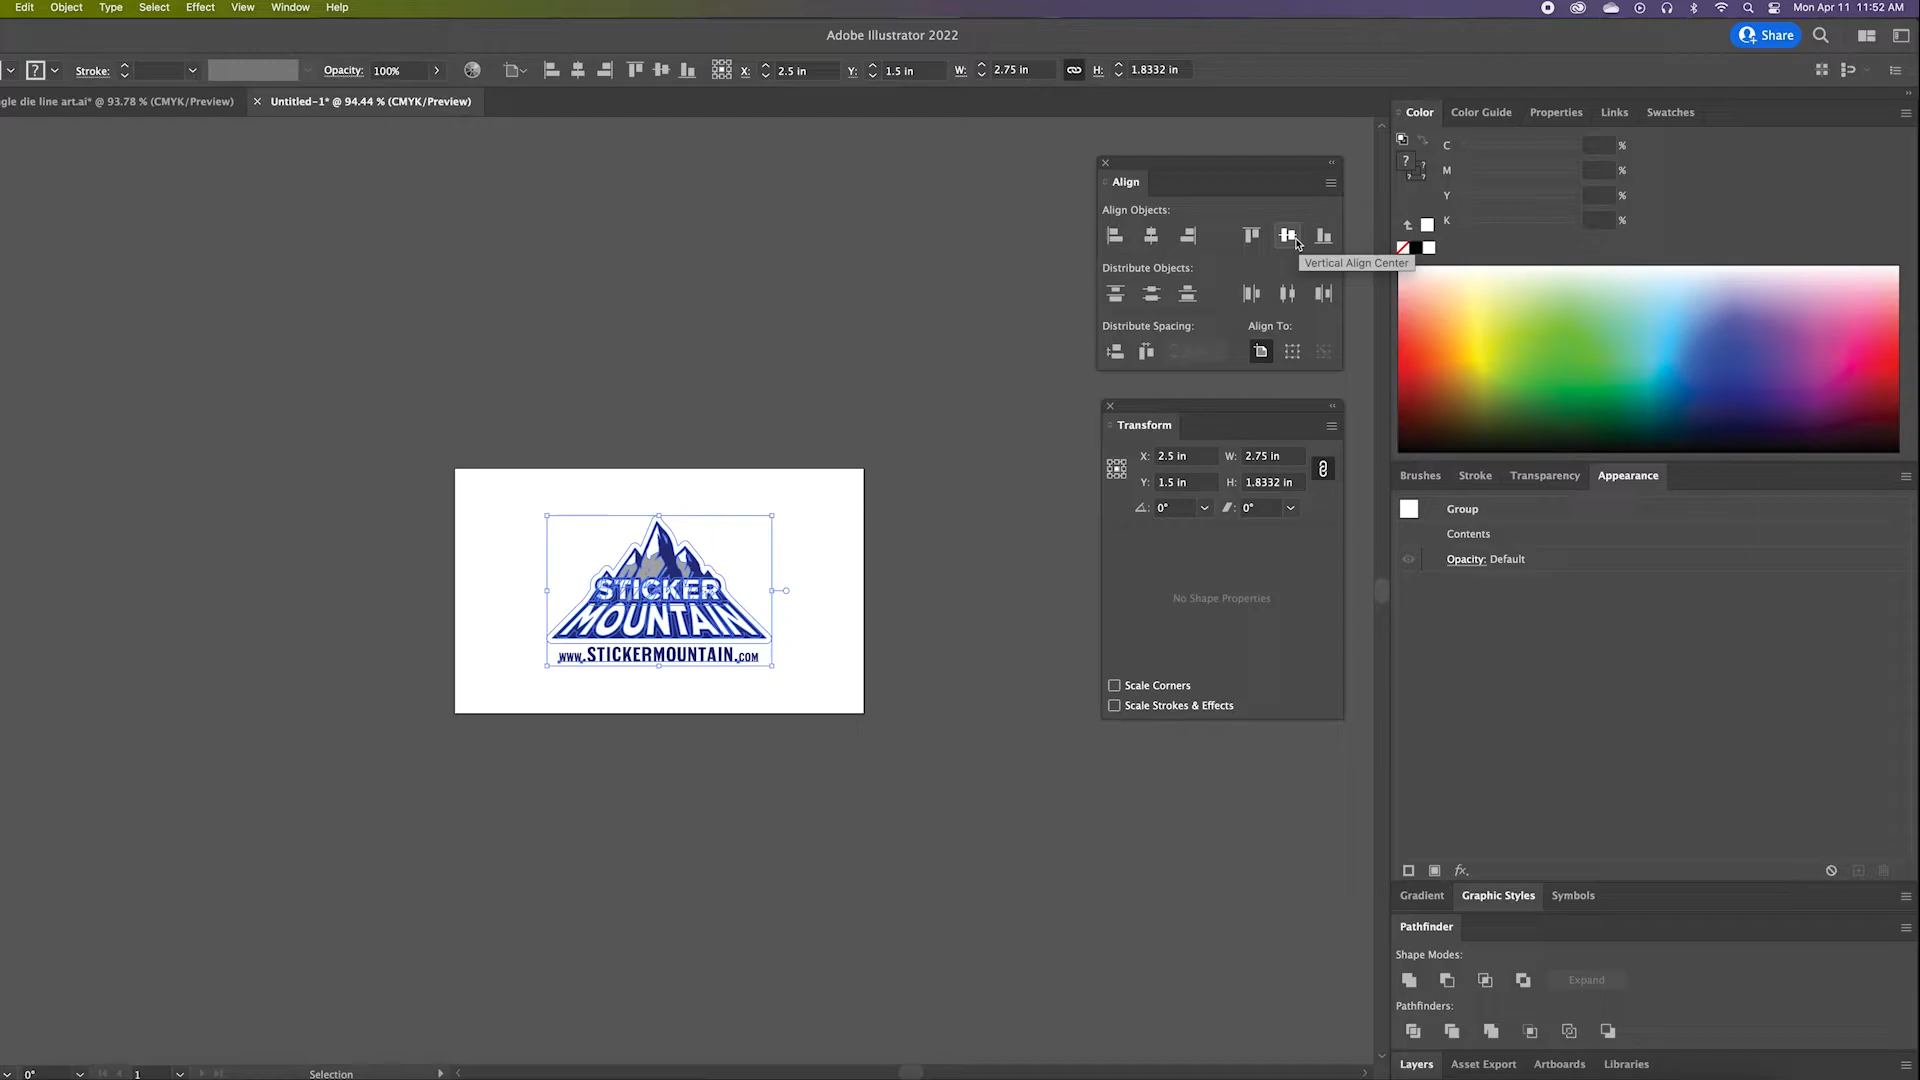 Edit Object Type Select Effect View Window Help Mon Apr 11 11:52 AM
Adobe Illustrator 2022 Share
? Stroke: Opacity: 100% X: 2.5 in Y: 1.5 in W: 2.75 in H: 1.8332 in
gle die line art.ai* @ 93.78 % (CMYK/Preview) × Untitled-1* @ 94.44 % (CMYK/Preview)
Align
Align Objects:
Vertical Align Center
Distribute Objects:
Distribute Spacing: Align To:
Transform
X: 2.5 in W: 2.75 in
Y: 1.5 in H: 1.8332 in
0° 0°
No Shape Properties
Scale Corners
Scale Strokes & Effects
STICKER
MOUNTAIN
www.STICKERMOUNTAIN.COM
Color Color Guide Properties Links Swatches
C %
? M %
Y %
K %
Brushes Stroke Transparency Appearance
Group
Contents
Opacity: Default
fx.
Gradient Graphic Styles Symbols
Pathfinder
Shape Modes:
Expand
Pathfinders:
Layers Asset Export Artboards Libraries
0° 1 Selection